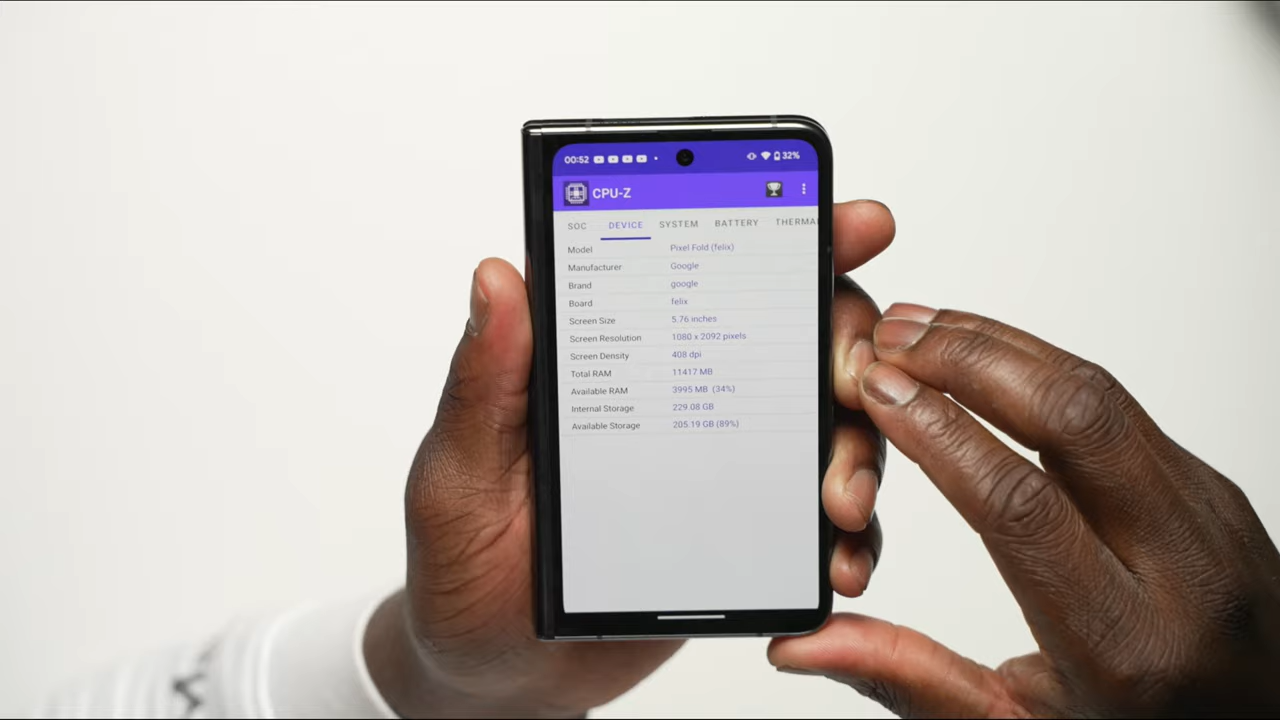 00:52 32%
CPU-Z
SOC DEVICE SYSTEM BATTERY THERMA
Model Pixel Fold (felix)
Manufacturer Google
Brand google
Board felix
Screen Size 5.76 inches
Screen Resolution 1080 x 2092 pixels
Screen Density 408 dpi
Total RAM 11417 MB
Available RAM 3995 MB (34%)
Internal Storage 229.08 GB
Available Storage 205.19 GB (89%)